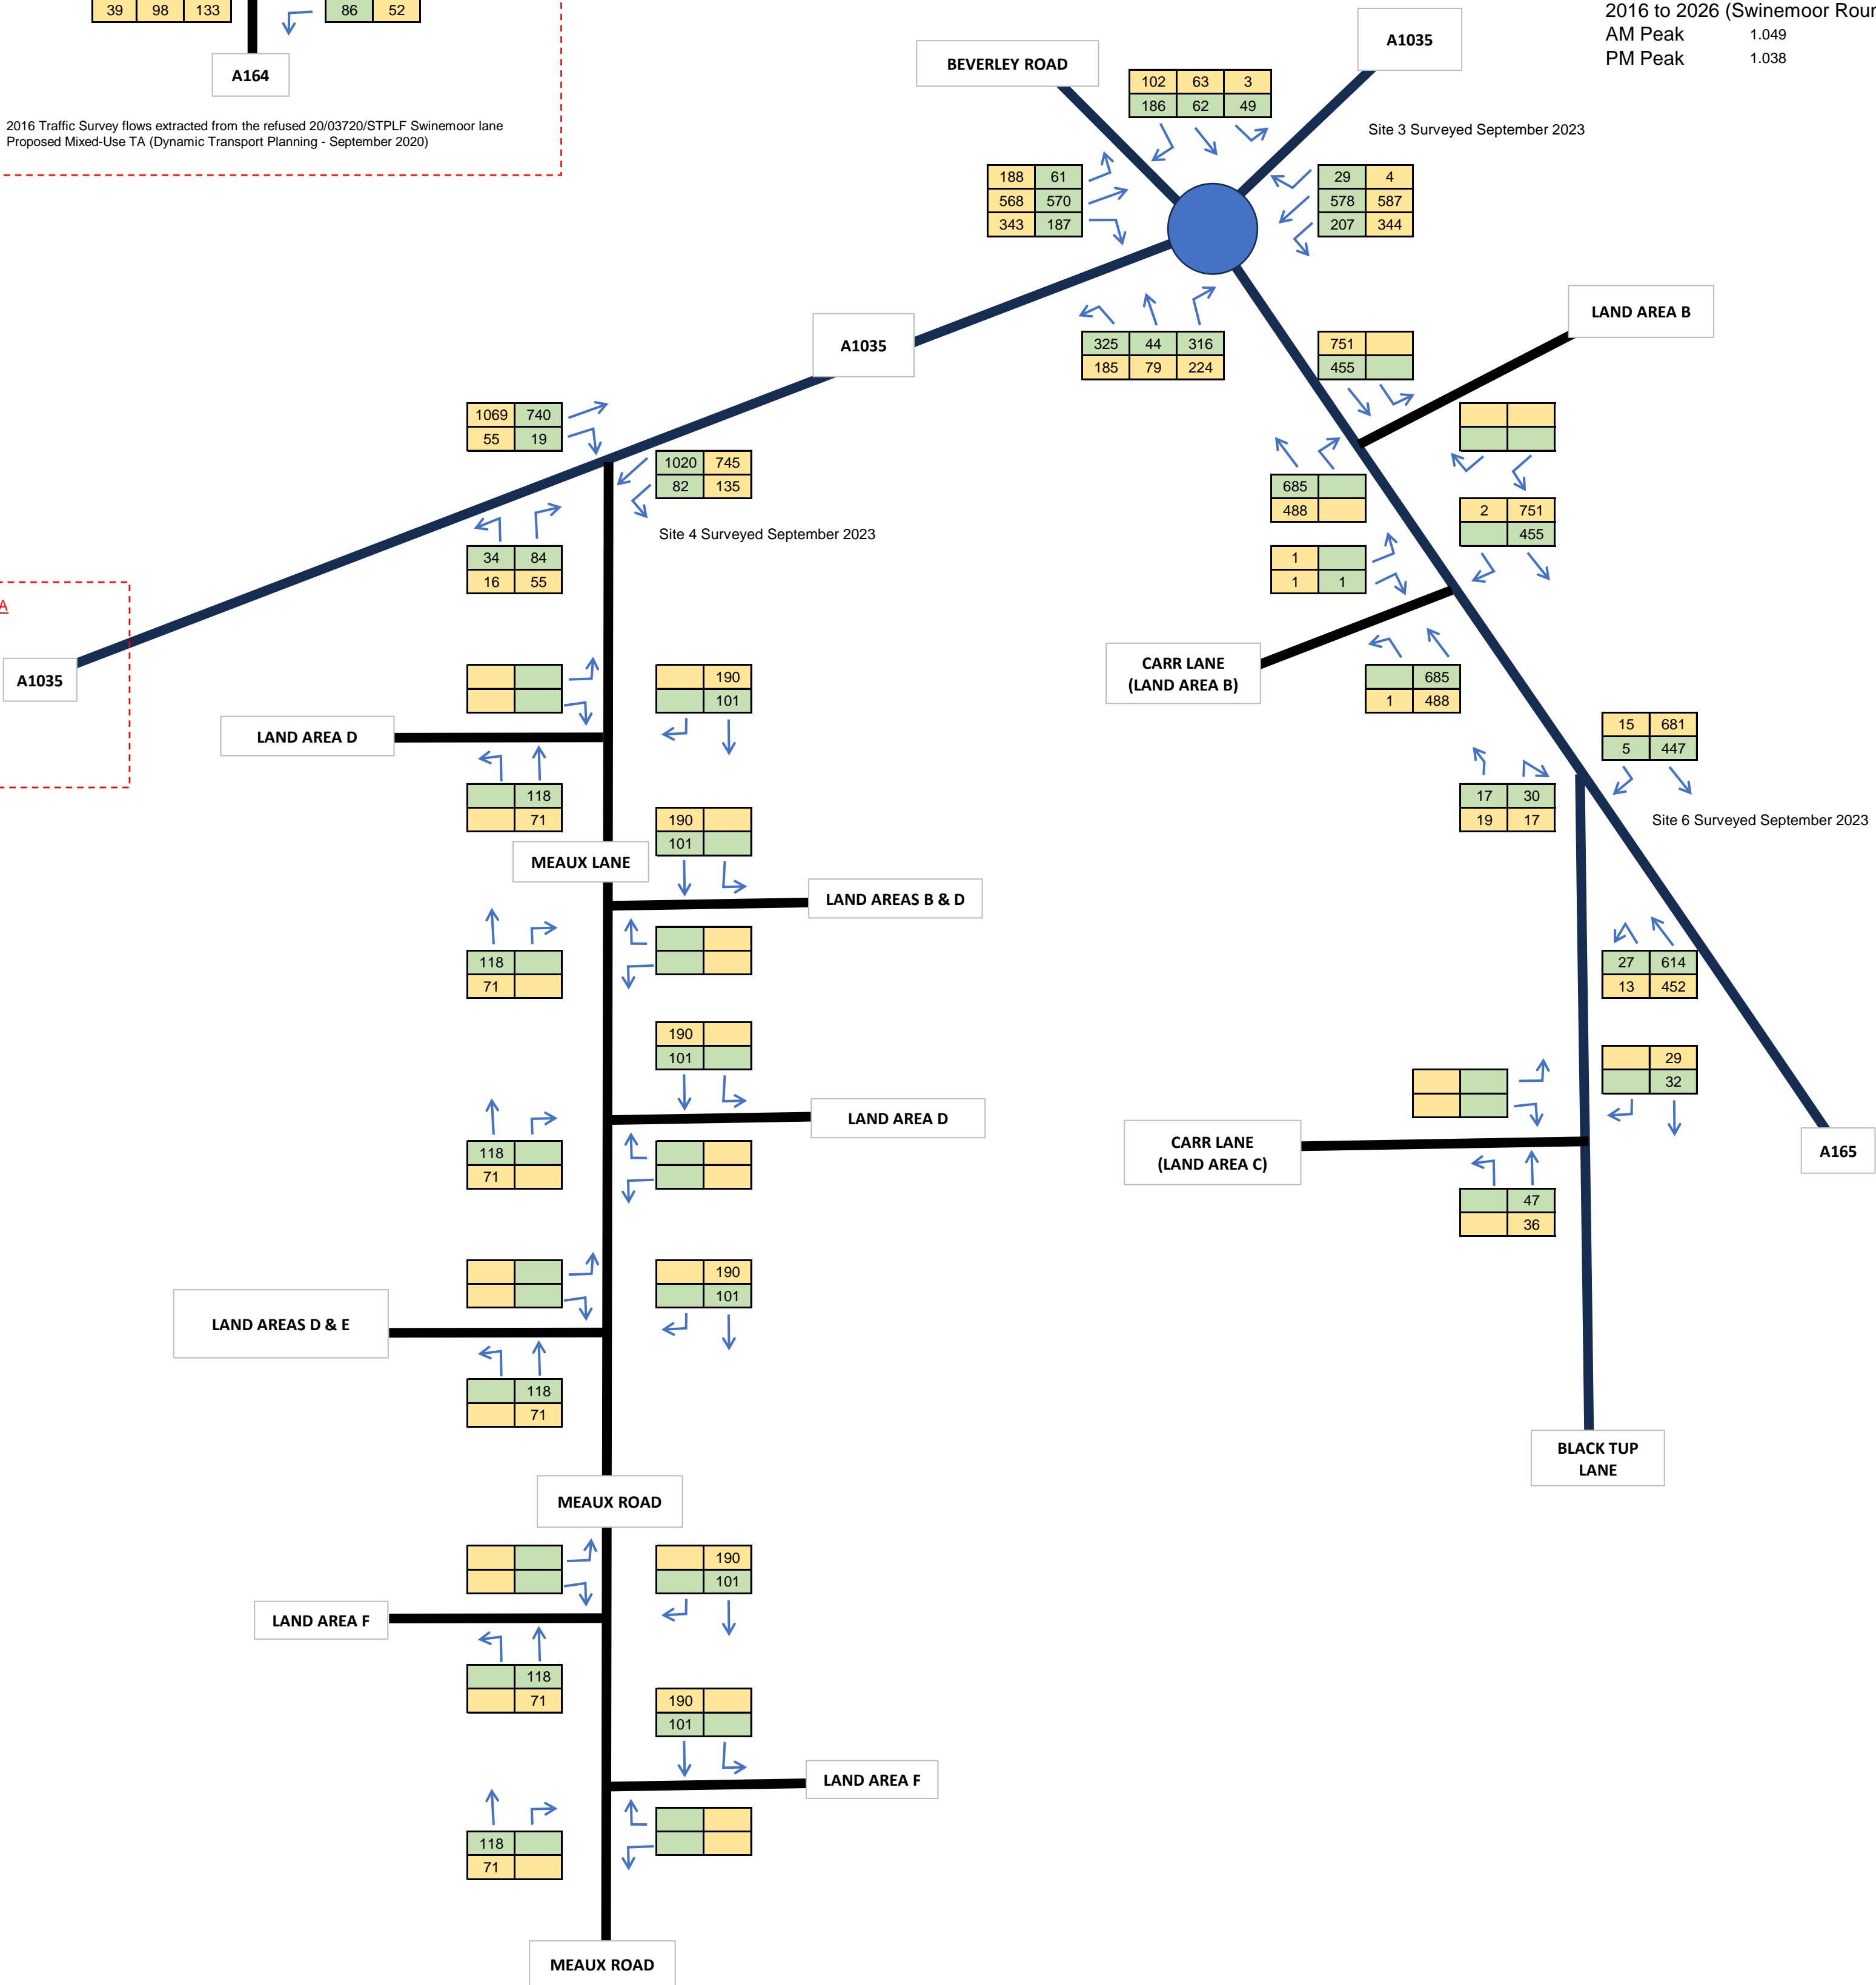 39 98 133
86 52
A164
2016 Traffic Survey flows extracted from the refused 20/03720/STPLF Swinemoor lane
Proposed Mixed-Use TA (Dynamic Transport Planning - September 2020)
2016 to 2026 (Swinemoor Roun
AM Peak 1.049
PM Peak 1.038
BEVERLEY ROAD
A1035
102 63 3
186 62 49
Site 3 Surveyed September 2023
188 61
568 570
343 187
29 4
578 587
207 344
325 44 316
185 79 224
A1035
LAND AREA B
751
455
1069 740
55 19
1020 745
82 135
Site 4 Surveyed September 2023
34 84
16 55
685
488
2 751
455
1
1 1
CARR LANE
(LAND AREA B)
685
1 488
A
A1035
190
101
LAND AREA D
118
71
15 681
5 447
17 30
19 17
Site 6 Surveyed September 2023
190
101
MEAUX LANE
LAND AREAS B & D
118
71
27 614
13 452
190
101
LAND AREA D
118
71
29
32
CARR LANE
(LAND AREA C)
A165
47
36
190
101
LAND AREAS D & E
118
71
BLACK TUP
LANE
MEAUX ROAD
190
101
LAND AREA F
118
71
190
101
LAND AREA F
118
71
MEAUX ROAD